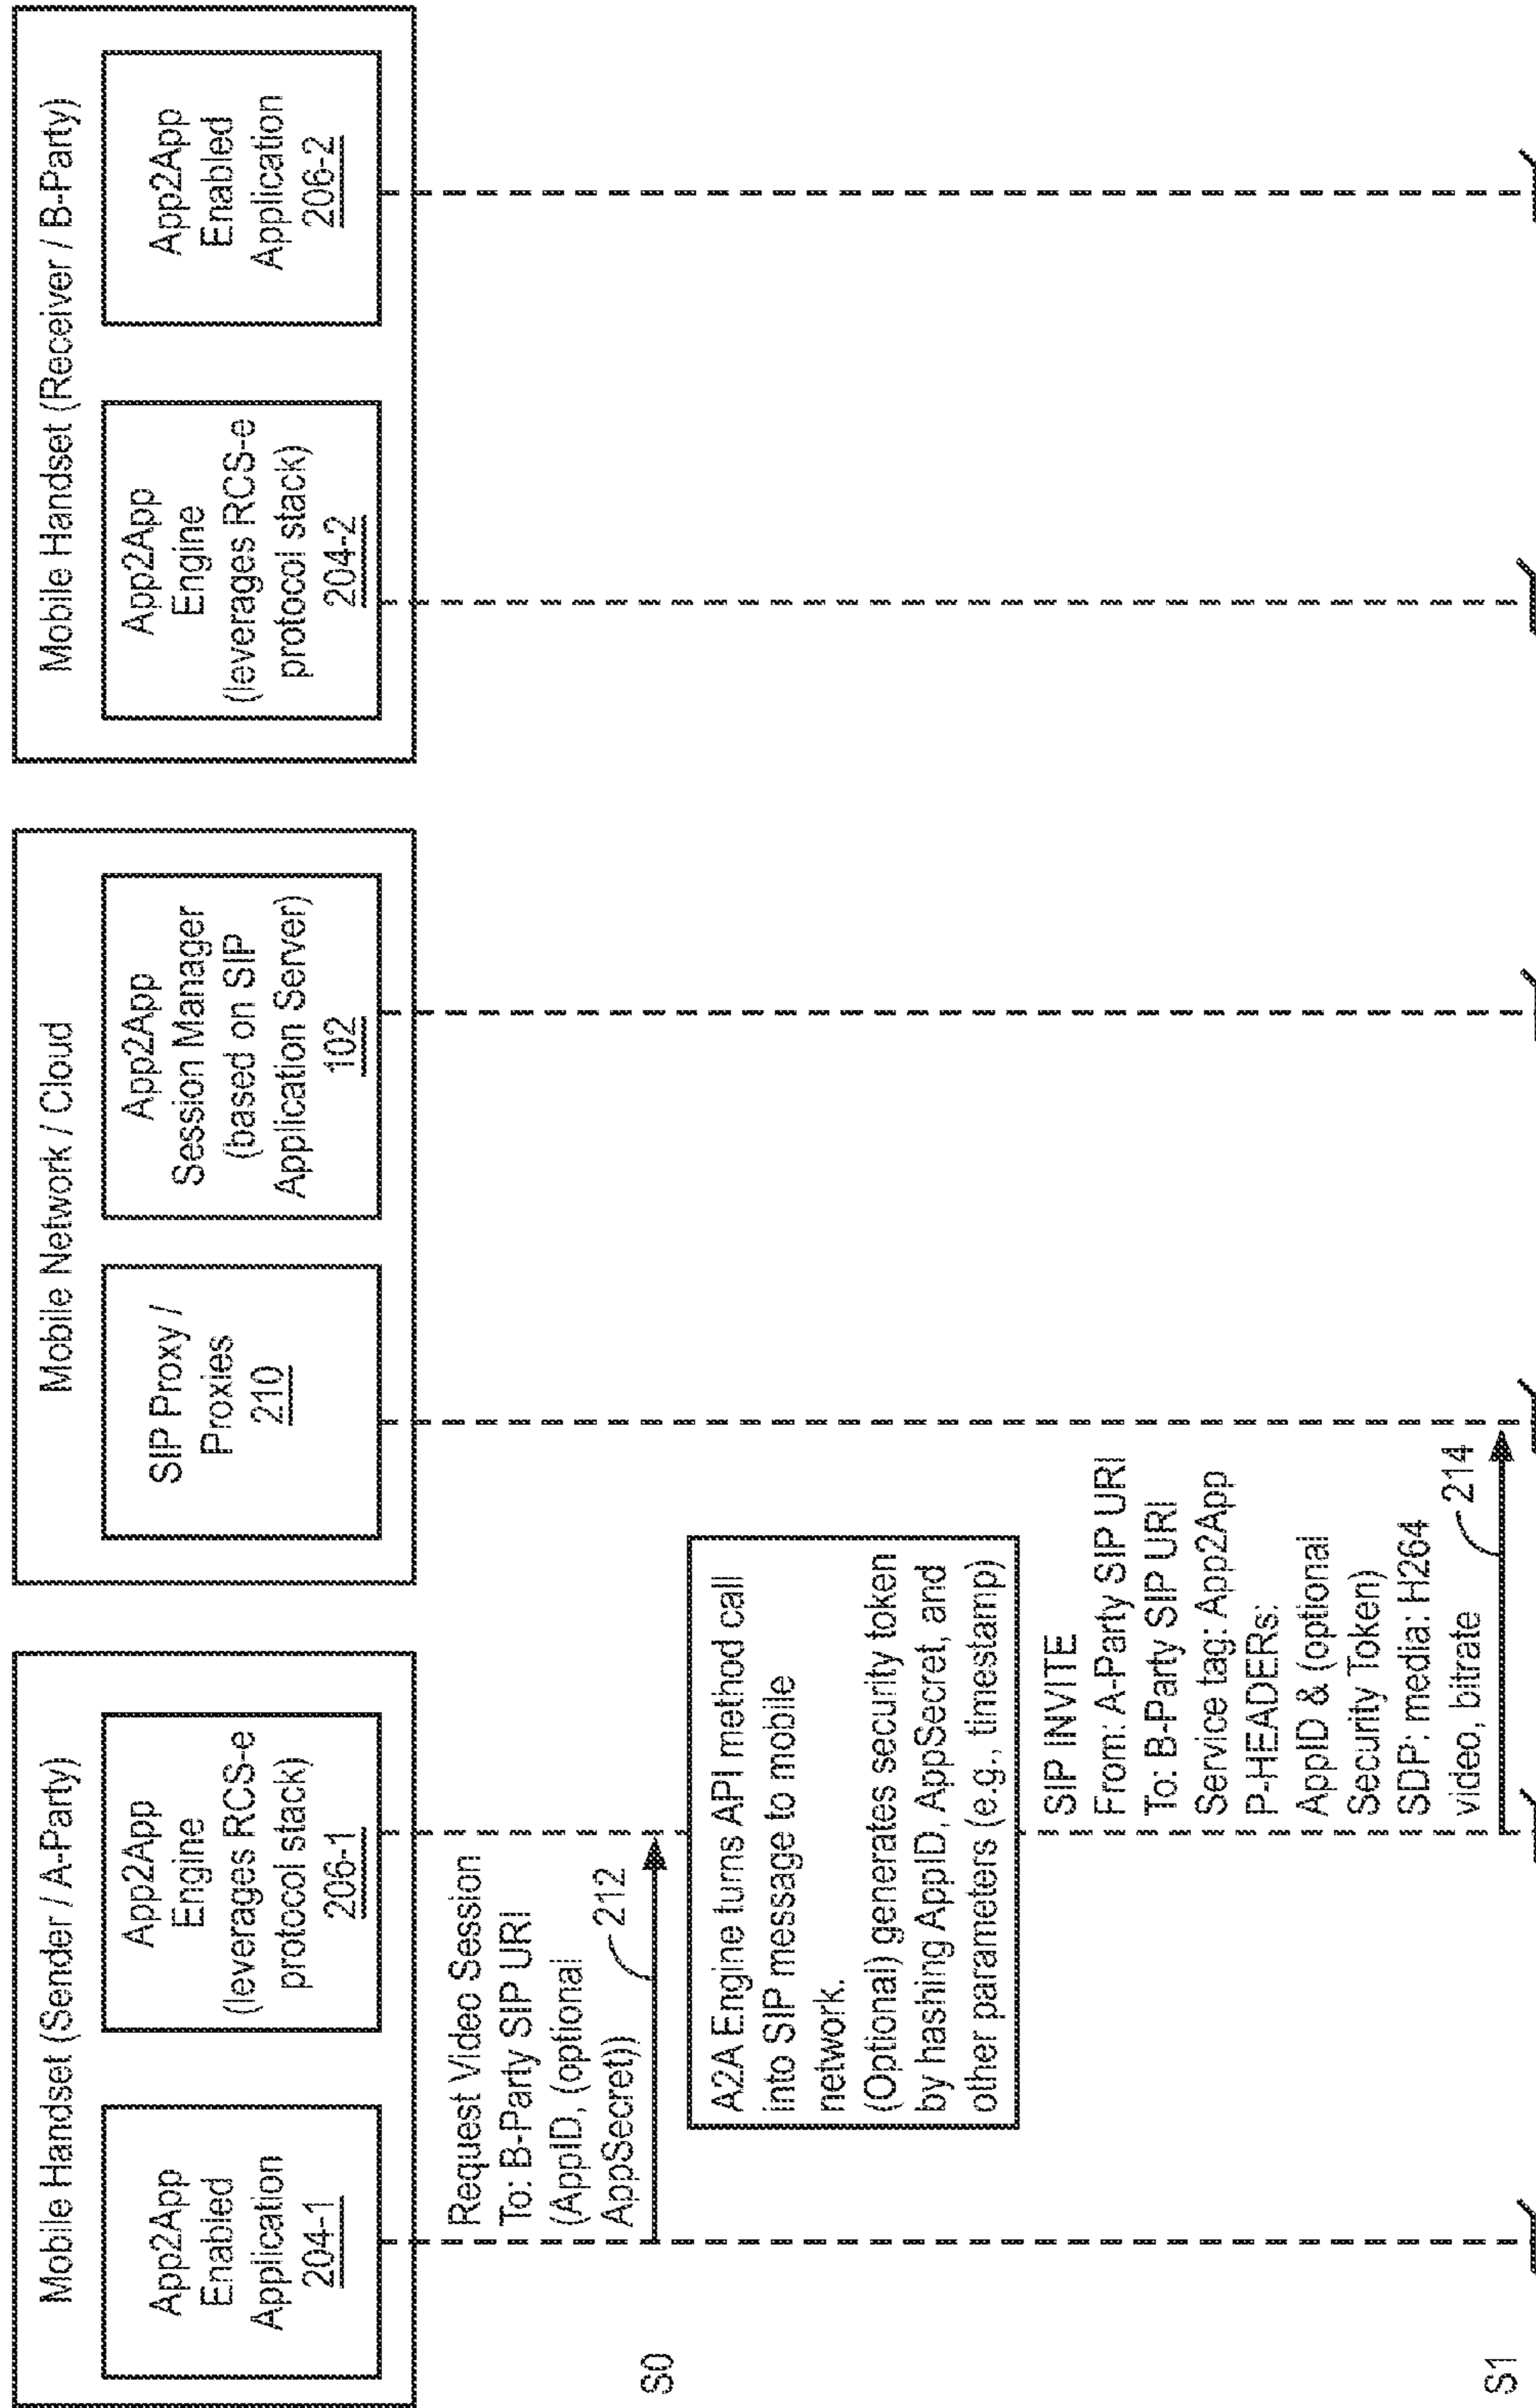 Mobile Handset (Sender / A-Party)
App2App
Enabled
Application
204-1
App2App
Engine
(leverages RCS-e
protocol stack)
206-1
Mobile Network / Cloud
SIP Proxy /
Proxies
210
App2App
Session Manager
(based on SIP
Application Server)
102
Mobile Handset (Receiver / B-Party)
App2App
Engine
(leverages RCS-e
protocol stack)
204-2
App2App
Enabled
Application
206-2
Request Video Session
To: B-Party SIP URI
(AppID, (optional
AppSecret))
212
S0
A2A Engine turns API method call
into SIP message to mobile
network.
(Optional) generates security token
by hashing AppID, AppSecret, and
other parameters (e.g., timestamp)
SIP INVITE
From: A-Party SIP URI
To: B-Party SIP URI
Service tag: App2App
P-HEADERs:
AppID & (optional
Security Token)
SDP: media: H264
video, bitrate
214
S1